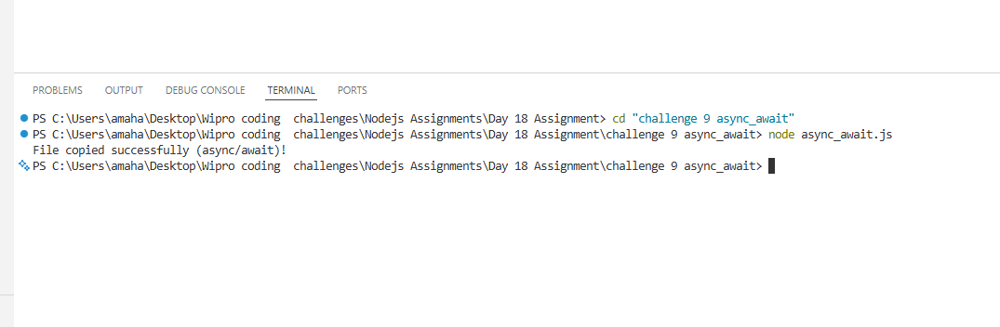 PROBLEMS OUTPUT DEBUG CONSOLE TERMINAL PORTS
PS C:\Users\amaha\Desktop\Wipro coding  challenges\Nodejs Assignments\Day 18 Assignment> cd "challenge 9 async_await"
PS C:\Users\amaha\Desktop\Wipro coding  challenges\Nodejs Assignments\Day 18 Assignment\challenge 9 async_await> node async_await.js
File copied successfully (async/await)!
PS C:\Users\amaha\Desktop\Wipro coding  challenges\Nodejs Assignments\Day 18 Assignment\challenge 9 async_await>